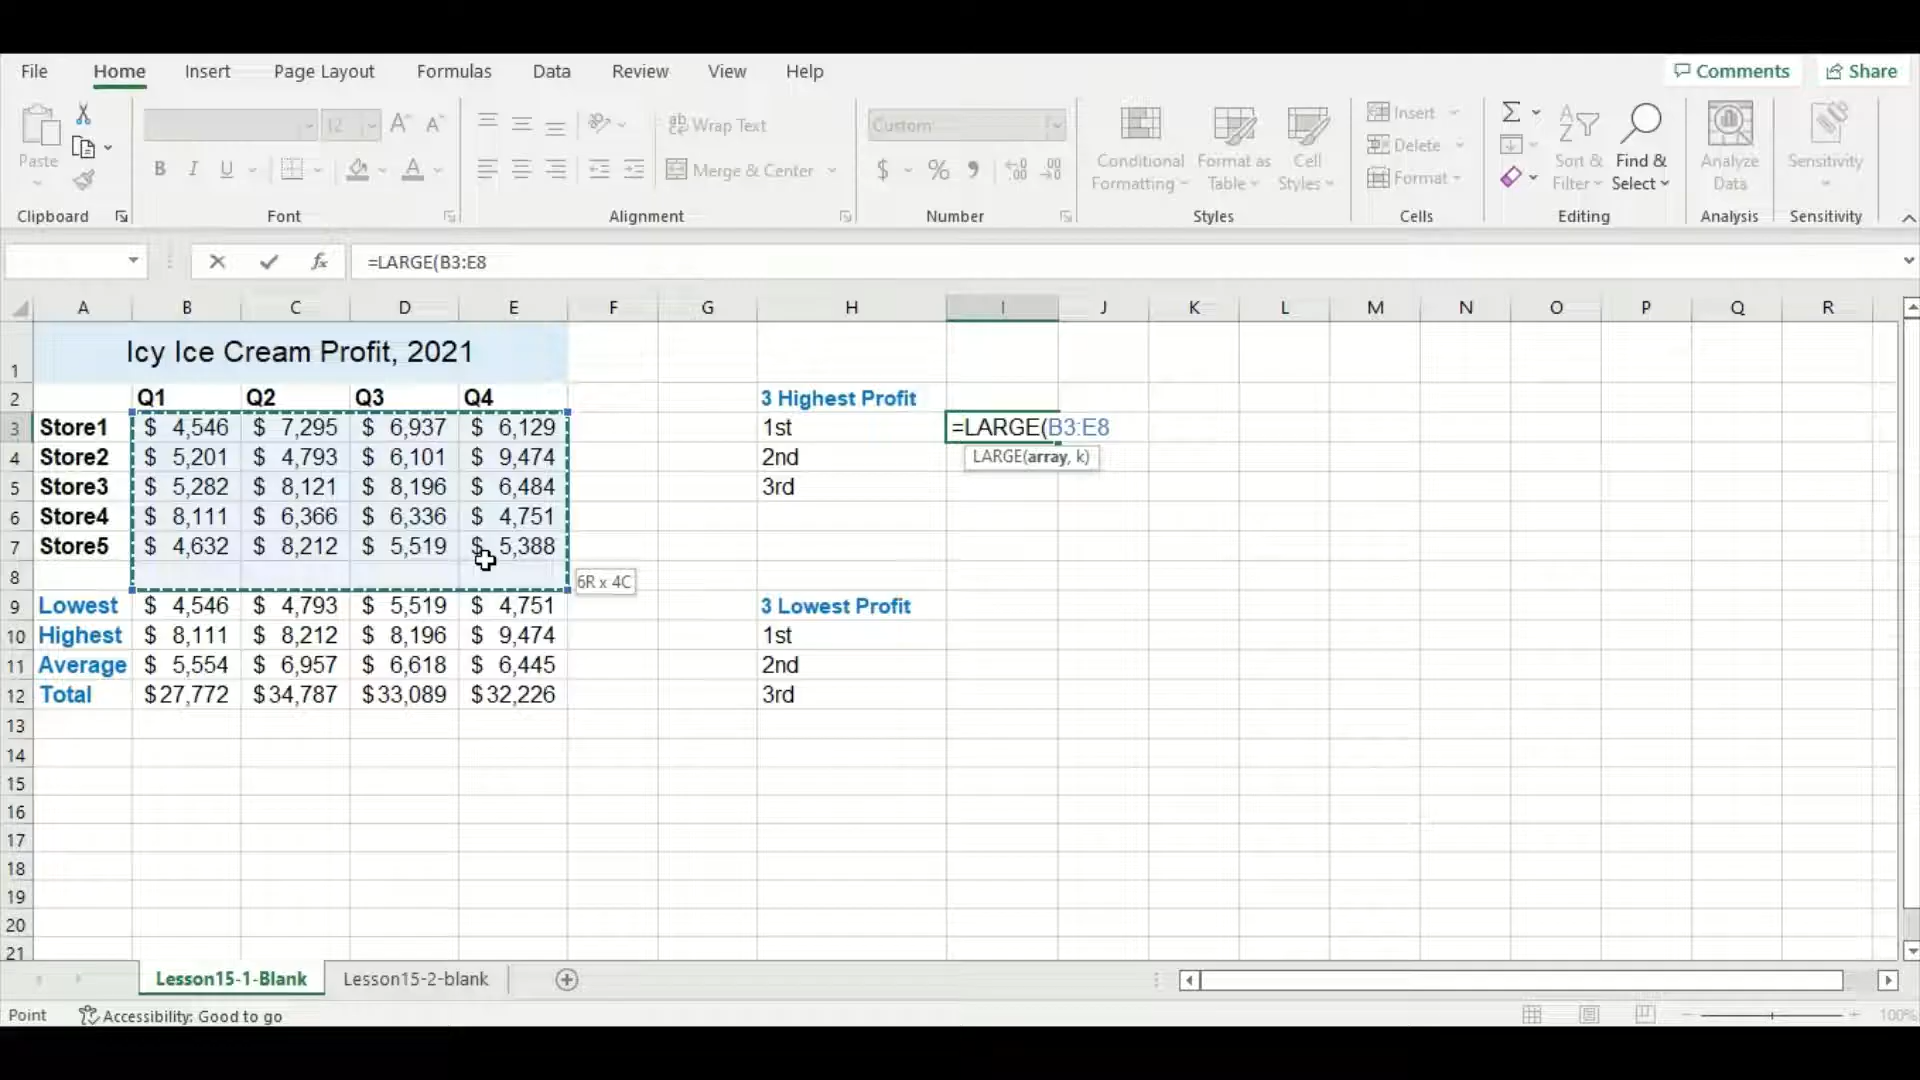 File Home Insert Page Layout Formulas Data Review View Help Comments Share
Paste 12 A A Wrap Text Custom Insert
B I U A Merge & Center $ % 9 Delete
Conditional Formatting Format as Table Cell Styles Format
Sort & Filter Find & Select Analyze Data Sensitivity
Clipboard Font Alignment Number Styles Cells Editing Analysis Sensitivity
fx =LARGE(B3:E8
A B C D E F G H I J K L M N O P Q R
1 Icy Ice Cream Profit, 2021
2 Q1 Q2 Q3 Q4 3 Highest Profit
3 Store1 $ 4,546 $ 7,295 $ 6,937 $ 6,129 1st =LARGE(B3:E8
4 Store2 $ 5,201 $ 4,793 $ 6,101 $ 9,474 2nd LARGE(array, k)
5 Store3 $ 5,282 $ 8,121 $ 8,196 $ 6,484 3rd
6 Store4 $ 8,111 $ 6,366 $ 6,336 $ 4,751
7 Store5 $ 4,632 $ 8,212 $ 5,519 $ 5,388
8 6R x 4C
9 Lowest $ 4,546 $ 4,793 $ 5,519 $ 4,751 3 Lowest Profit
10 Highest $ 8,111 $ 8,212 $ 8,196 $ 9,474 1st
11 Average $ 5,554 $ 6,957 $ 6,618 $ 6,445 2nd
12 Total $27,772 $34,787 $33,089 $32,226 3rd
13
14
15
16
17
18
19
20
21
Lesson15-1-Blank Lesson15-2-blank
Point Accessibility: Good to go 100%